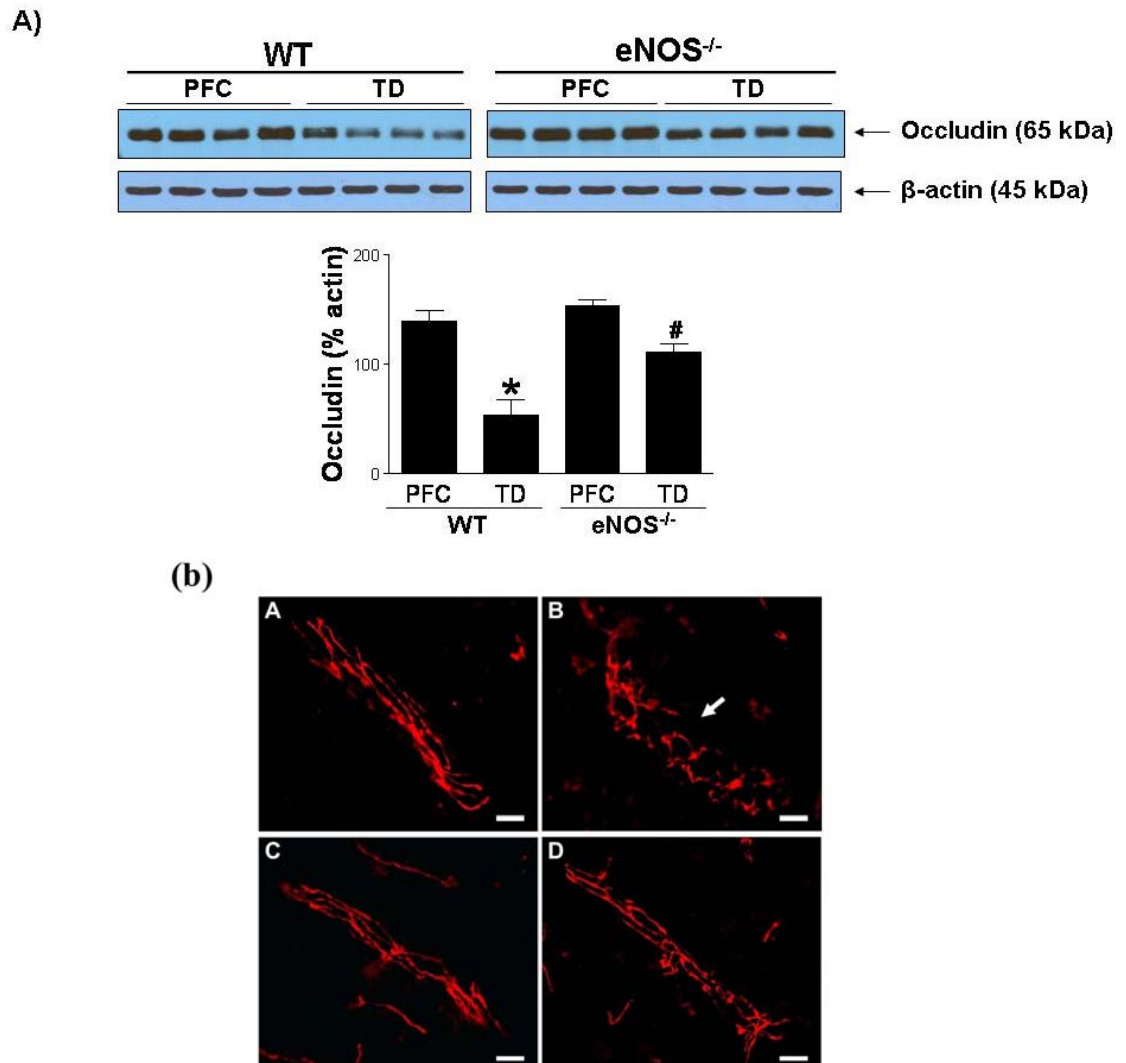 A)
WT eNOS-/-
PFC TD PFC TD
Occludin (65 kDa)
β-actin (45 kDa)
Occludin (% actin)
200
100
0
*
#
PFC TD PFC TD
WT eNOS-/-
(b)
A B
C D